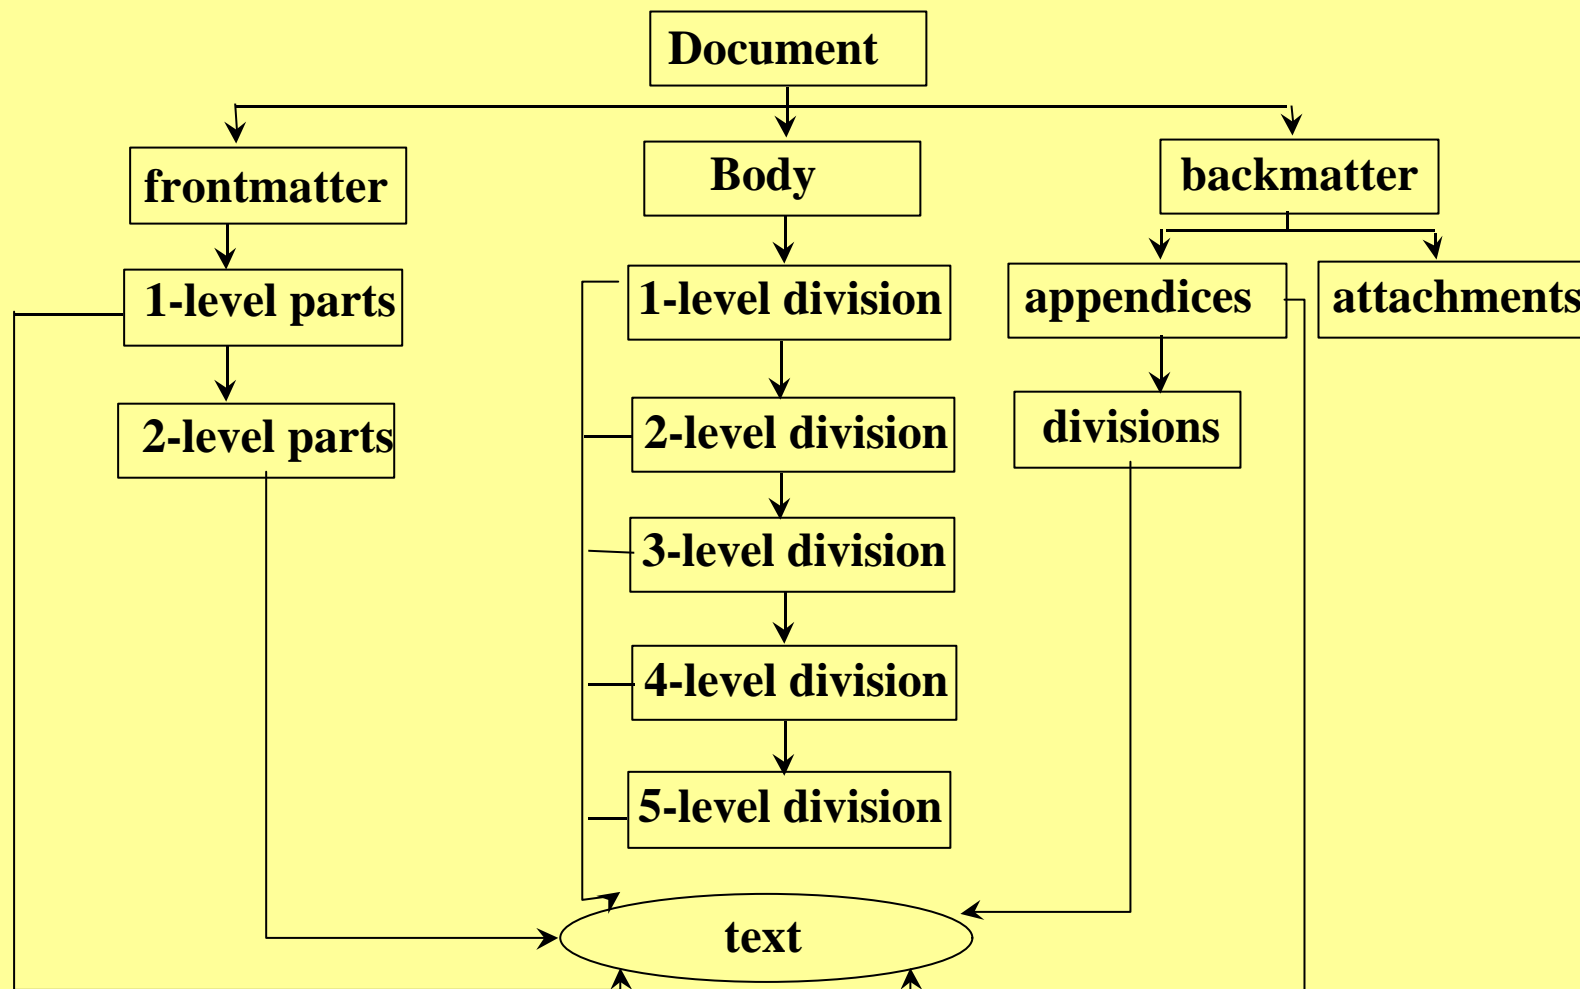 Document
frontmatter
Body
backmatter
1-level parts
1-level division
appendices
attachments
2-level parts
2-level division
divisions
3-level division
4-level division
5-level division
text